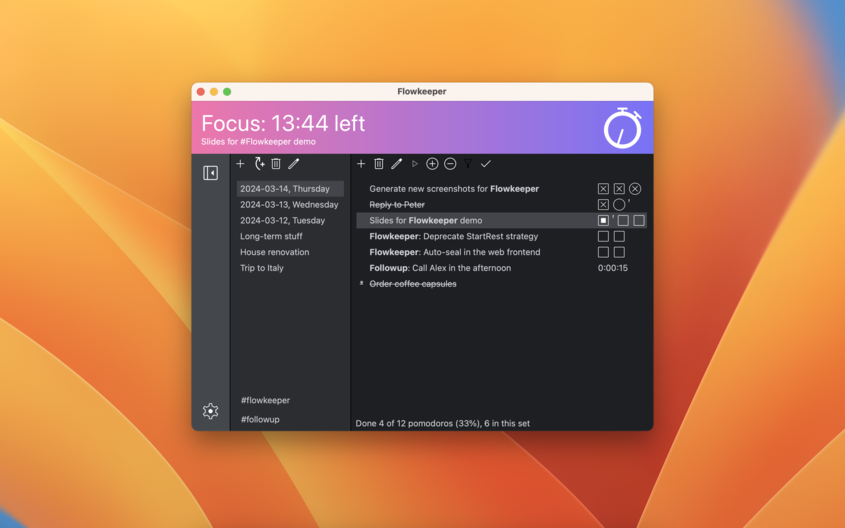 Flowkeeper
Focus: 13:44 left
Slides for #Flowkeeper demo
2024-03-14, Thursday
2024-03-13, Wednesday
2024-03-12, Tuesday
Long-term stuff
House renovation
Trip to Italy
#flowkeeper
#followup
Generate new screenshots for Flowkeeper
Reply to Peter '
Slides for Flowkeeper demo '
Flowkeeper: Deprecate StartRest strategy
Flowkeeper: Auto-seal in the web frontend
Followup: Call Alex in the afternoon 0:00:15
* Order coffee capsules
Done 4 of 12 pomodoros (33%), 6 in this set